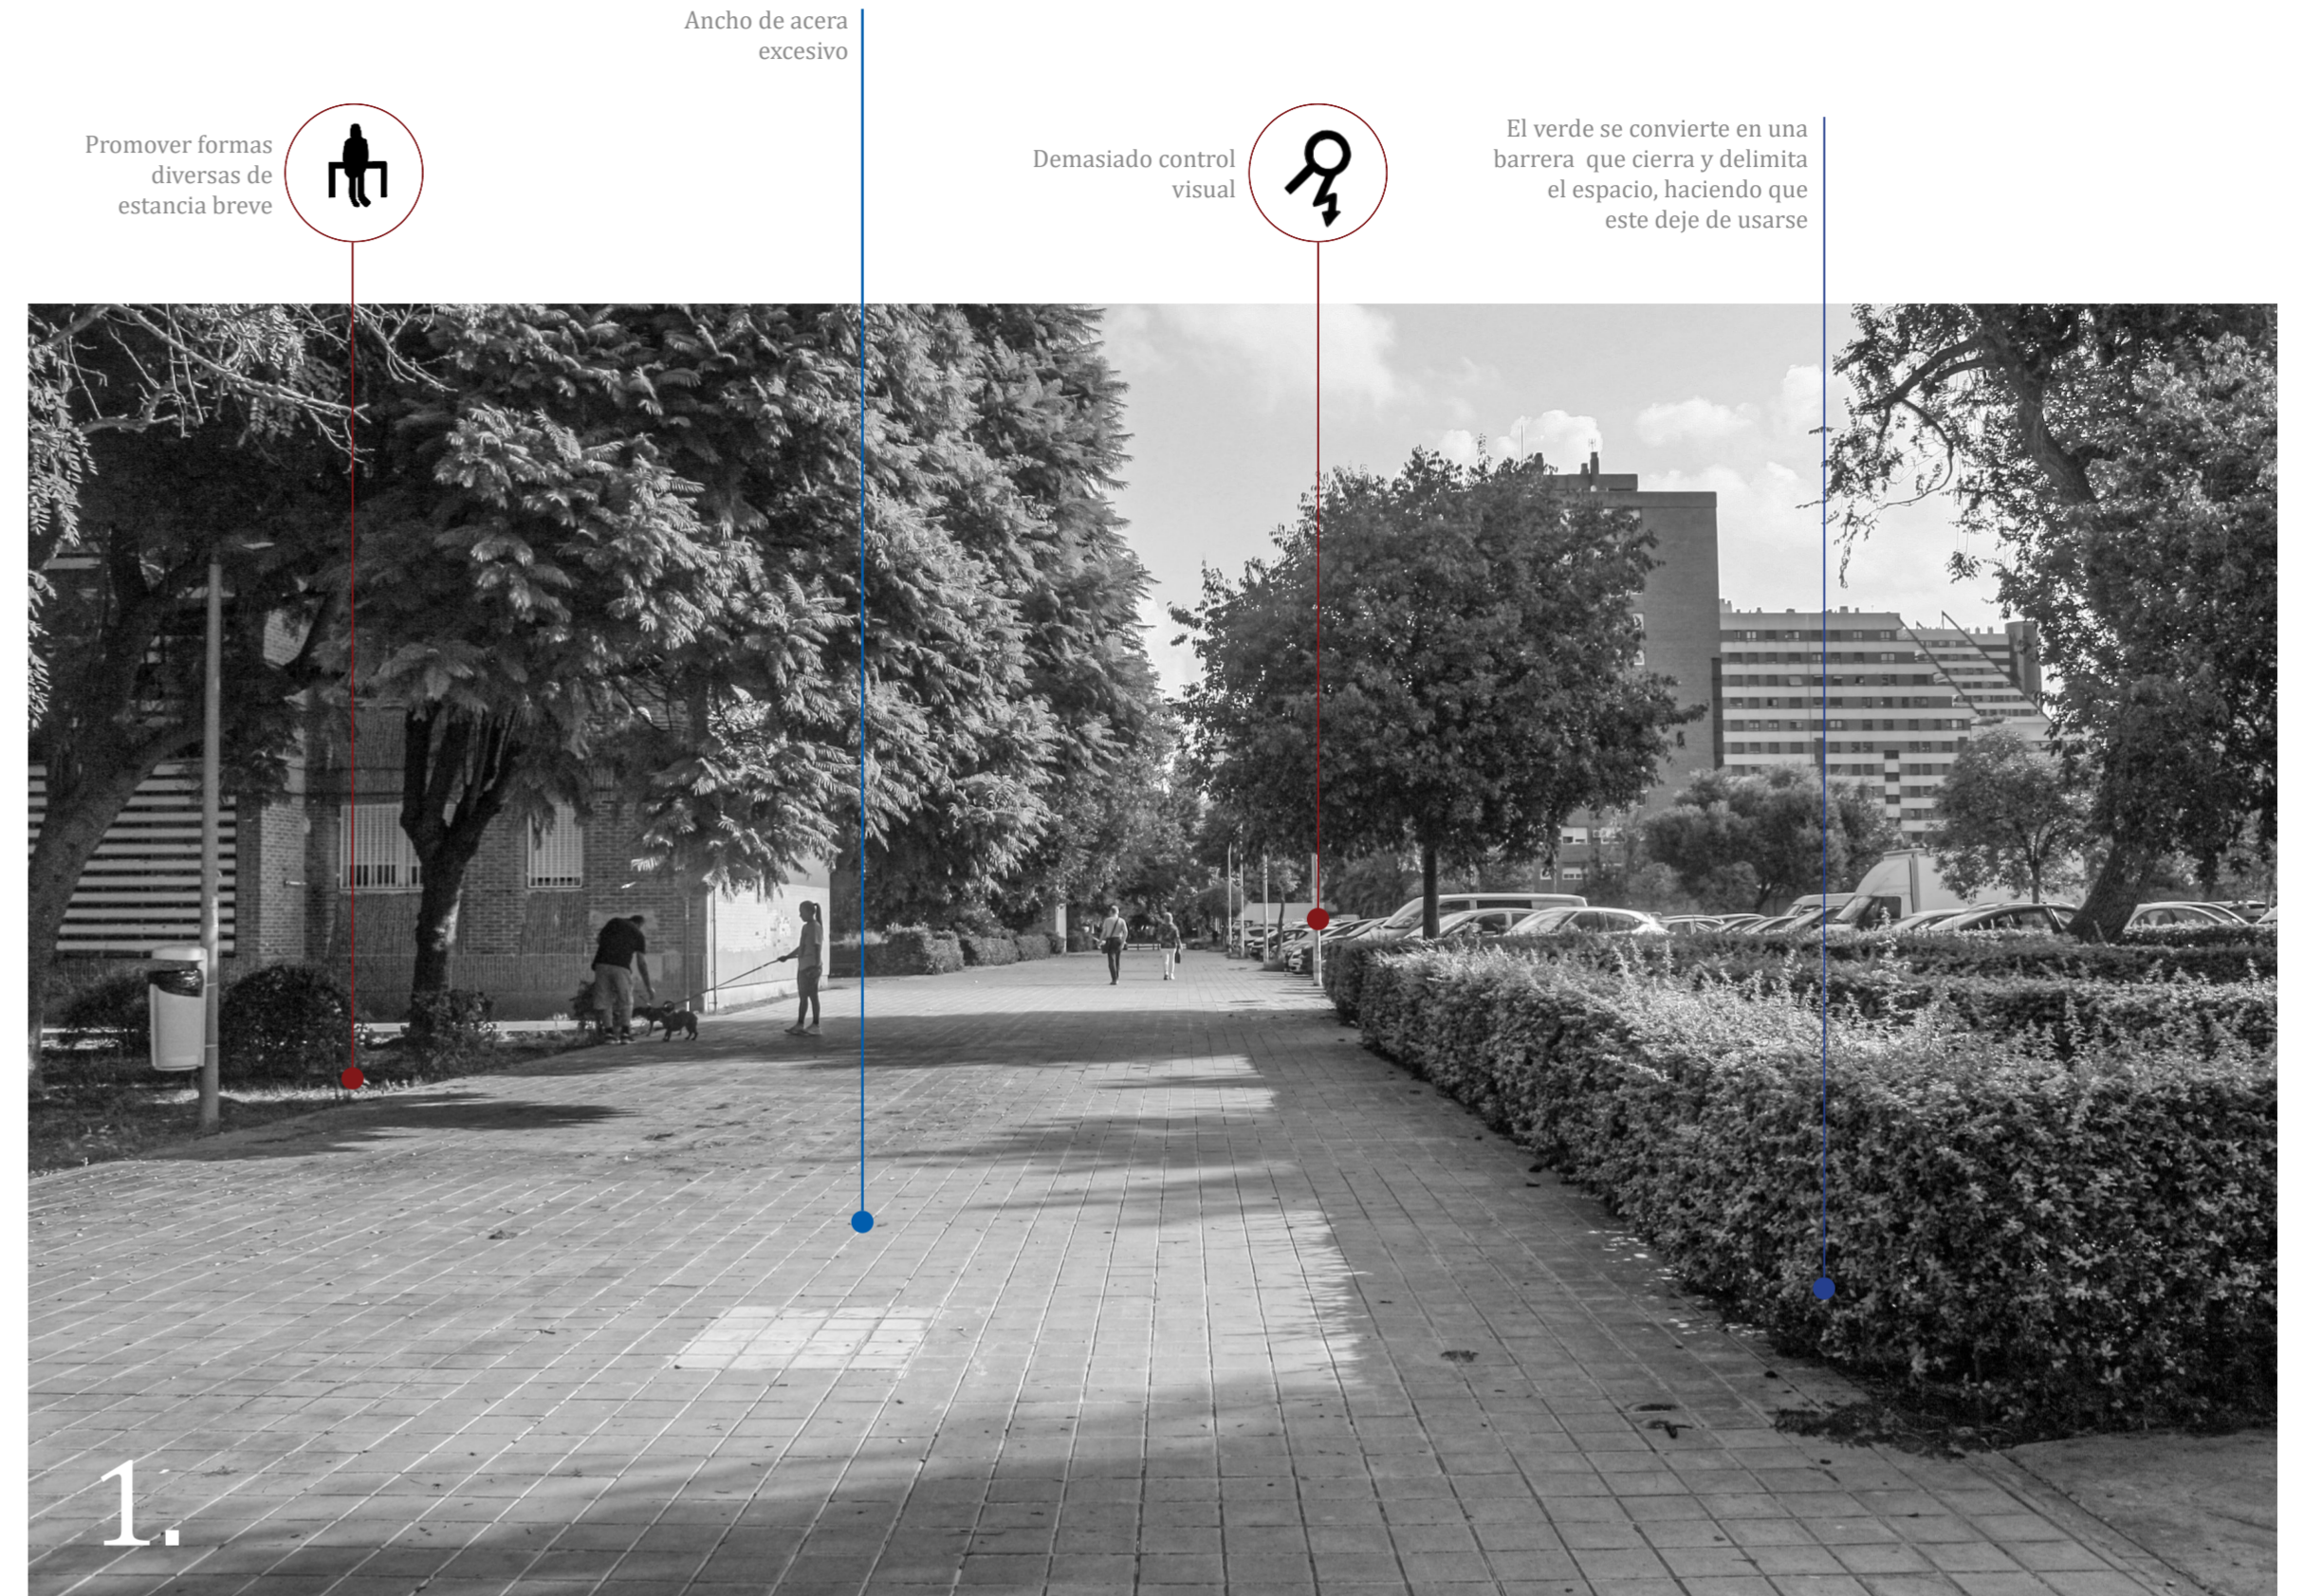 Ancho de acera
excesivo
Promover formas
diversas de
estancia breve
Demasiado control
visual
El verde se convierte en una
barrera que cierra y delimita
el espacio, haciendo que
este deje de usarse
1.